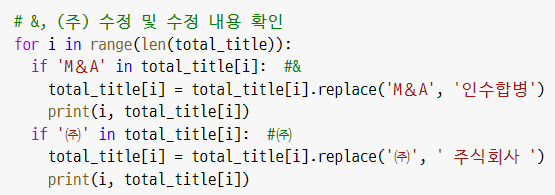 # &, (주) 수정 및 수정 내용 확인
for i in range(len(total_title)):
  if 'M＆A' in total_title[i]:  #&
    total_title[i] = total_title[i].replace('M＆A', '인수합병')
    print(i, total_title[i])
  if '㈜' in total_title[i]:  #㈜
    total_title[i] = total_title[i].replace('㈜', ' 주식회사 ')
    print(i, total_title[i])